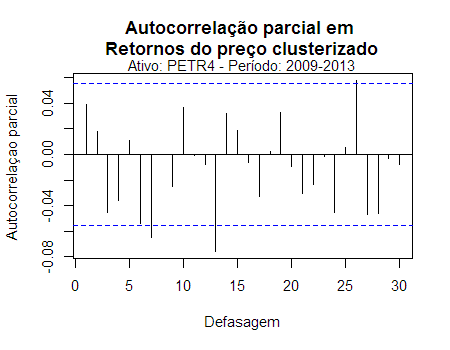 Autocorrelação parcial em
Retornos do preço clusterizado
Ativo: PETR4 - Período: 2009-2013
Autocorrelaçao parcial
0.04
0.00
-0.04
-0.08
0 5 10 15 20 25 30
Defasagem